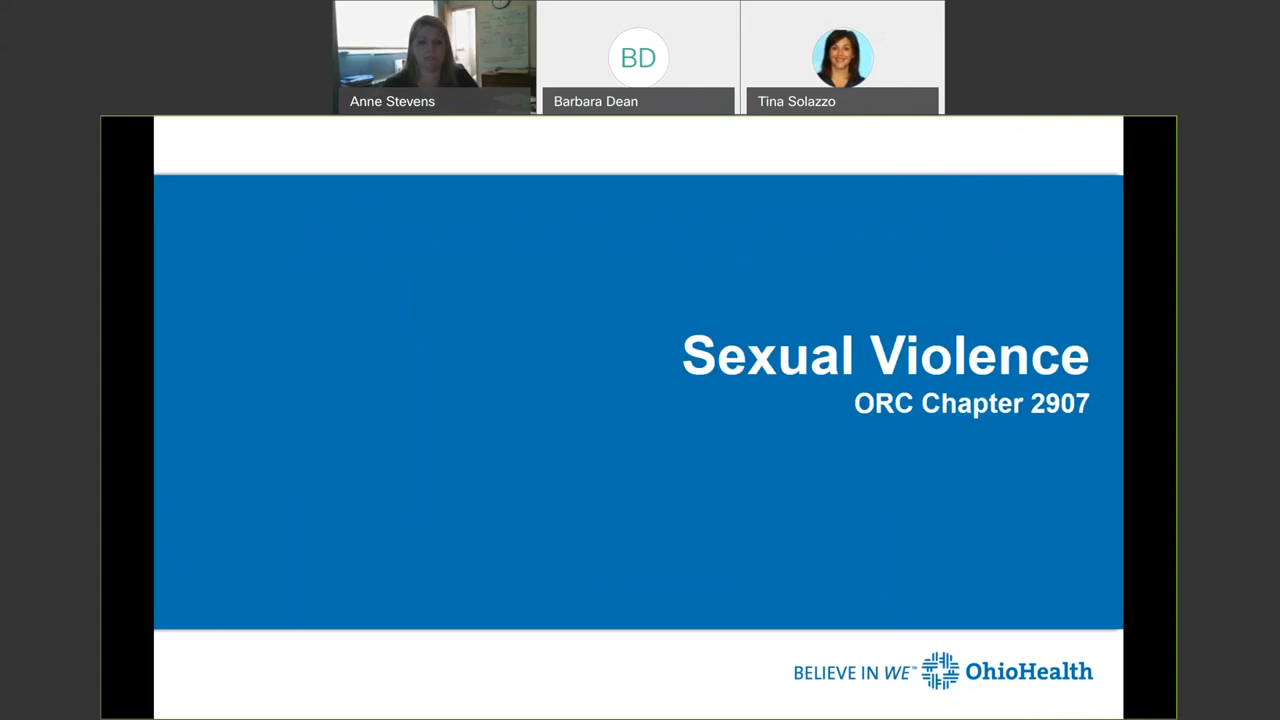 Anne Stevens
BD
Barbara Dean
Tina Solazzo
Sexual Violence
ORC Chapter 2907
BELIEVE IN WE™ OhioHealth